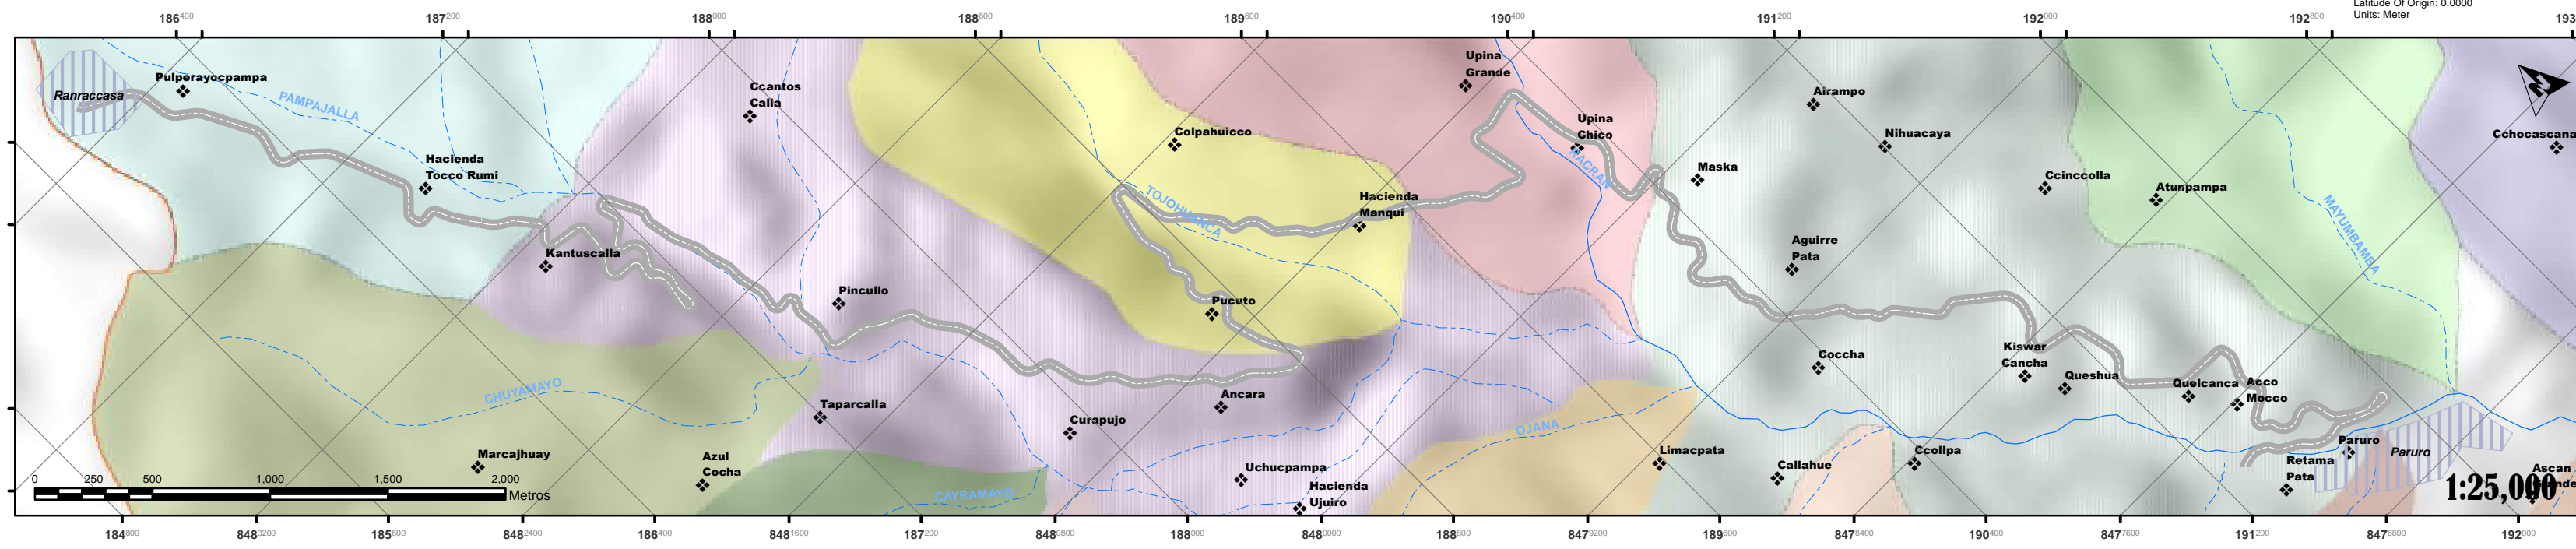 Latitude Of Origin: 0.0000
Units: Meter
186400 187200 188000 188800 189600 190400 191200 192000 192800 193
Upina
Grande
Pulperayocpampa
Ccantos
Calla
Ranraccasa
PAMPAJALLA
Airampo
Upina
Chico
Colpahuicco
Nihuacaya
Cchocascana
Hacienda
Tocco Rumi
RACRAN
Maska
Ccinccolla
Atunpampa
TOJOHUANCA
Hacienda
Manqui
MAYUMBAMBA
Kantuscalla
Aguirre
Pata
Pincullo
Pucuto
Coccha
Kiswar
Cancha
Queshua
Quelcanca
Acco
Mocco
CHUYAMAYO
Taparcalla
Ancara
Curapujo
OJANA
Marcajhuay
Azul
Cocha
Uchucpampa
Hacienda
Ujuiro
Limacpata
Callahue
Ccollpa
Paruro
Paruro
Retama
Pata
Ascan
CAYRAMAYO
0 250 500 1,000 1,500 2,000
Metros
1:25,000
184800 8483200 185600 8482400 186400 8481600 187200 8480800 188000 8480000 188800 8479200 189600 8478400 190400 8477600 191200 8476800 192000